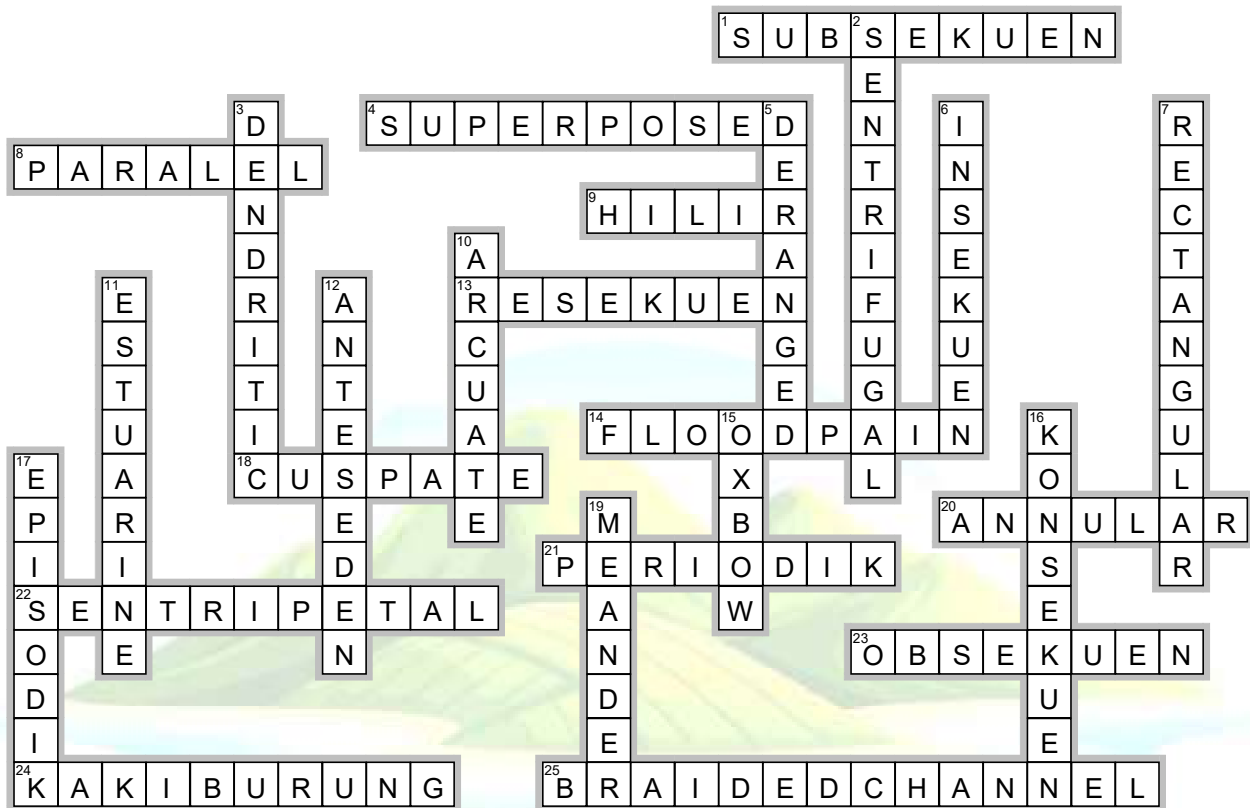 1 SUBSEKUEN
2 SENTRIFUGAL
3 DENDRITIC
4 SUPERPOSED
5 DERANGED
6 INSEKUEN
7 RECTANGULAR
8 PARALEL
9 HILIR
10 ARCUATE
11 ESTUARINE
12 ANTESEDEN
13 RESEKUEN
14 FLOODPAIN
15 OXBOW
16 KONSEKUEN
17 EPISODIK
18 CUSPATE
19 MEANDER
20 ANNULAR
21 PERIODIK
22 SENTRIPETAL
23 OBSEKUEN
24 KAKIBURUNG
25 BRAIDEDCHANNEL